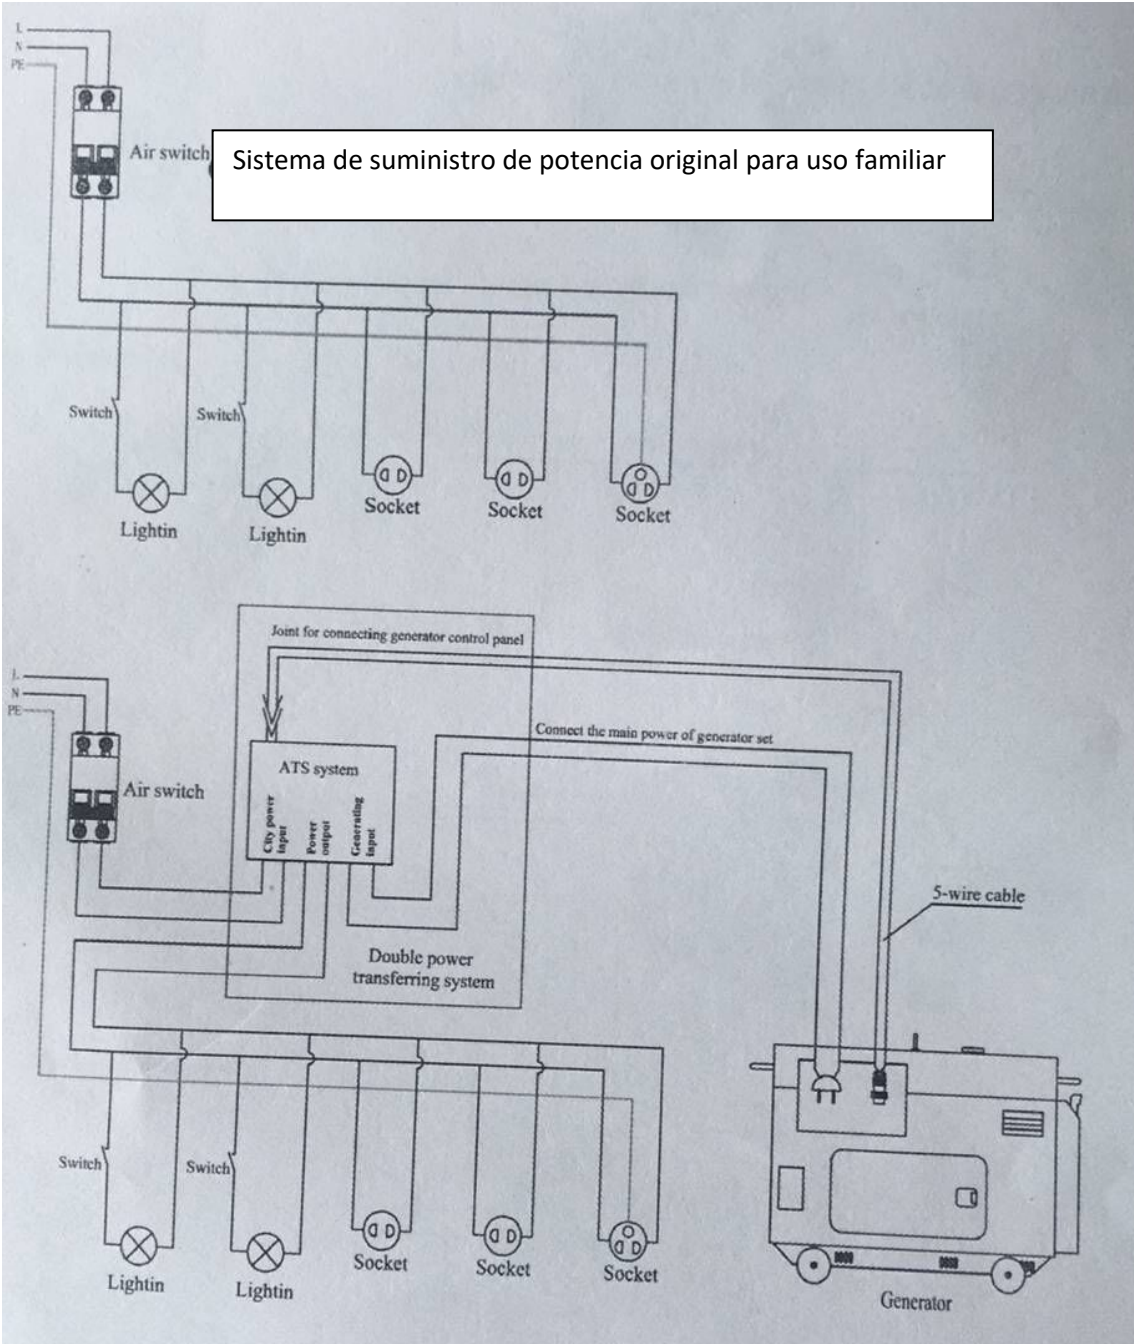 L
N
PE
Air switch
Sistema de suministro de potencia original para uso familiar
Switch
Switch
Lightin
Lightin
Socket
Socket
Socket
Joint for connecting generator control panel
L
N
PE
Connect the main power of generator set
ATS system
Air switch
City power
input
Power
output
Generating
input
5-wire cable
Double power
transferring system
Switch
Switch
Lightin
Lightin
Socket
Socket
Socket
Generator